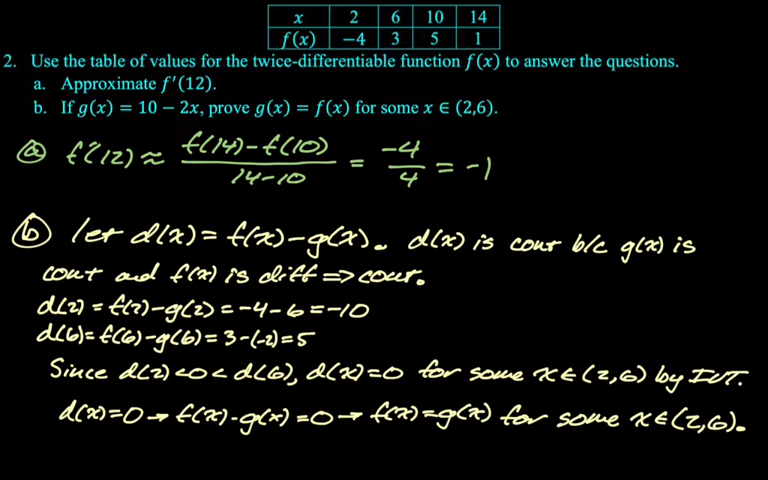 x 2 6 10 14
f(x) −4 3 5 1
2. Use the table of values for the twice-differentiable function f(x) to answer the questions.
a. Approximate f′(12).
b. If g(x) = 10 − 2x, prove g(x) = f(x) for some x ∈ (2,6).
(a) f′(12) ≈ (f(14) − f(10))/(14−10) = −4/4 = −1
(b) let d(x) = f(x) − g(x). d(x) is cont b/c g(x) is
cont and f(x) is diff ⇒ cont.
d(2) = f(2) − g(2) = −4 − 6 = −10
d(6) = f(6) − g(6) = 3 − (−2) = 5
Since d(2) < 0 < d(6), d(x) = 0 for some x ∈ (2,6) by IVT.
d(x) = 0 → f(x) − g(x) = 0 → f(x) = g(x) for some x ∈ (2,6).